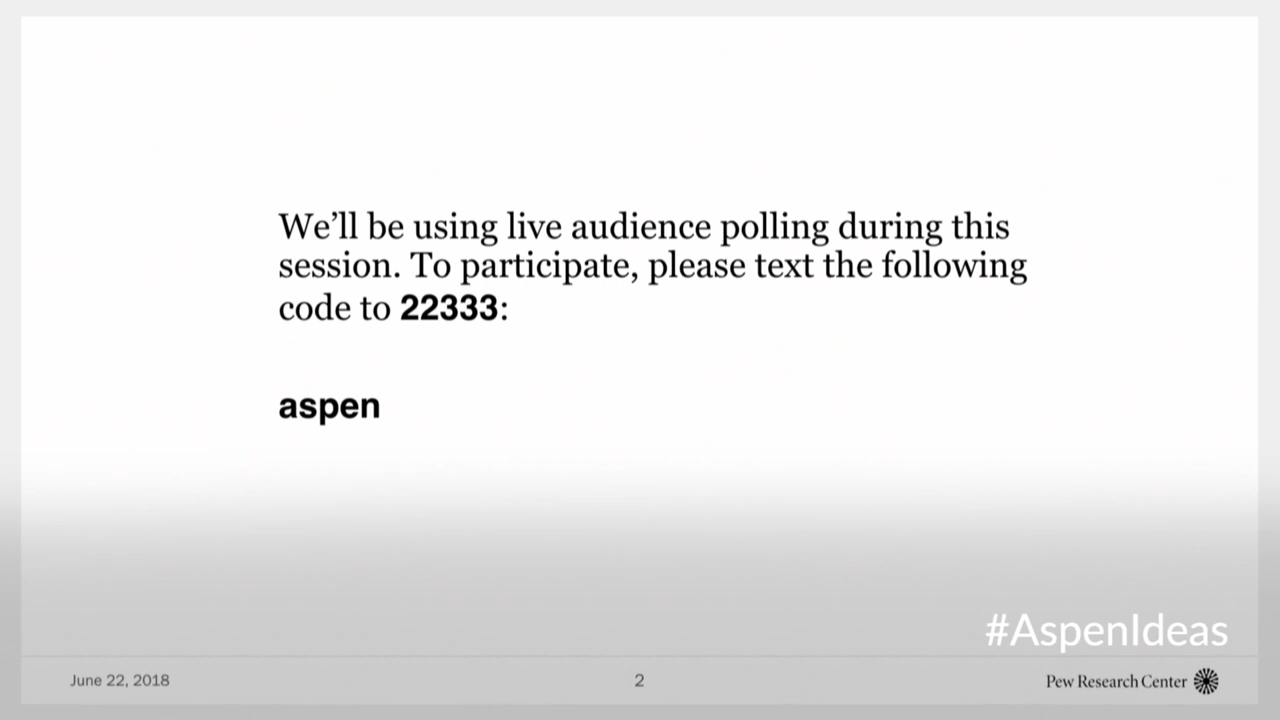 We’ll be using live audience polling during this
session. To participate, please text the following
code to 22333:
aspen
#AspenIdeas
June 22, 2018
2
Pew Research Center